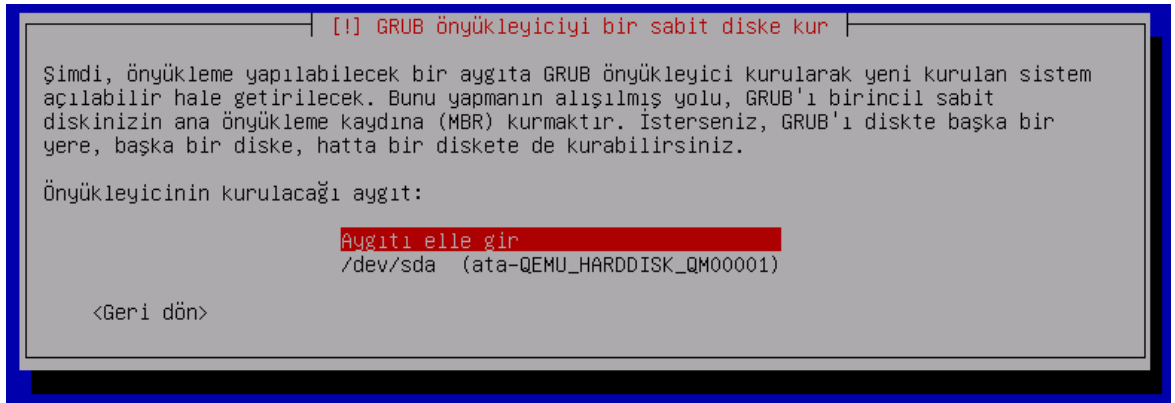 [!] GRUB önyükleyiciyi bir sabit diske kur
Şimdi, önyükleme yapılabilecek bir aygıta GRUB önyükleyici kurularak yeni kurulan sistem
açılabilir hale getirilecek. Bunu yapmanın alışılmış yolu, GRUB'ı birincil sabit
diskinizin ana önyükleme kaydına (MBR) kurmaktır. İsterseniz, GRUB'ı diskte başka bir
yere, başka bir diske, hatta bir diskete de kurabilirsiniz.
Önyükleyicinin kurulacağı aygıt:
Aygıtı elle gir
/dev/sda  (ata-QEMU_HARDDISK_QM00001)
<Geri dön>